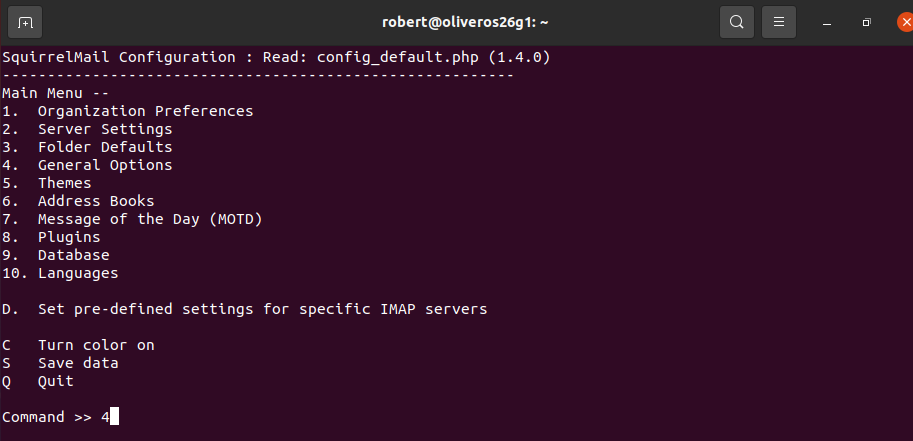 robert@oliveros26g1: ~
SquirrelMail Configuration : Read: config_default.php (1.4.0)
---------------------------------------------------------
Main Menu --
1.  Organization Preferences
2.  Server Settings
3.  Folder Defaults
4.  General Options
5.  Themes
6.  Address Books
7.  Message of the Day (MOTD)
8.  Plugins
9.  Database
10. Languages

D.  Set pre-defined settings for specific IMAP servers

C   Turn color on
S   Save data
Q   Quit

Command >> 4